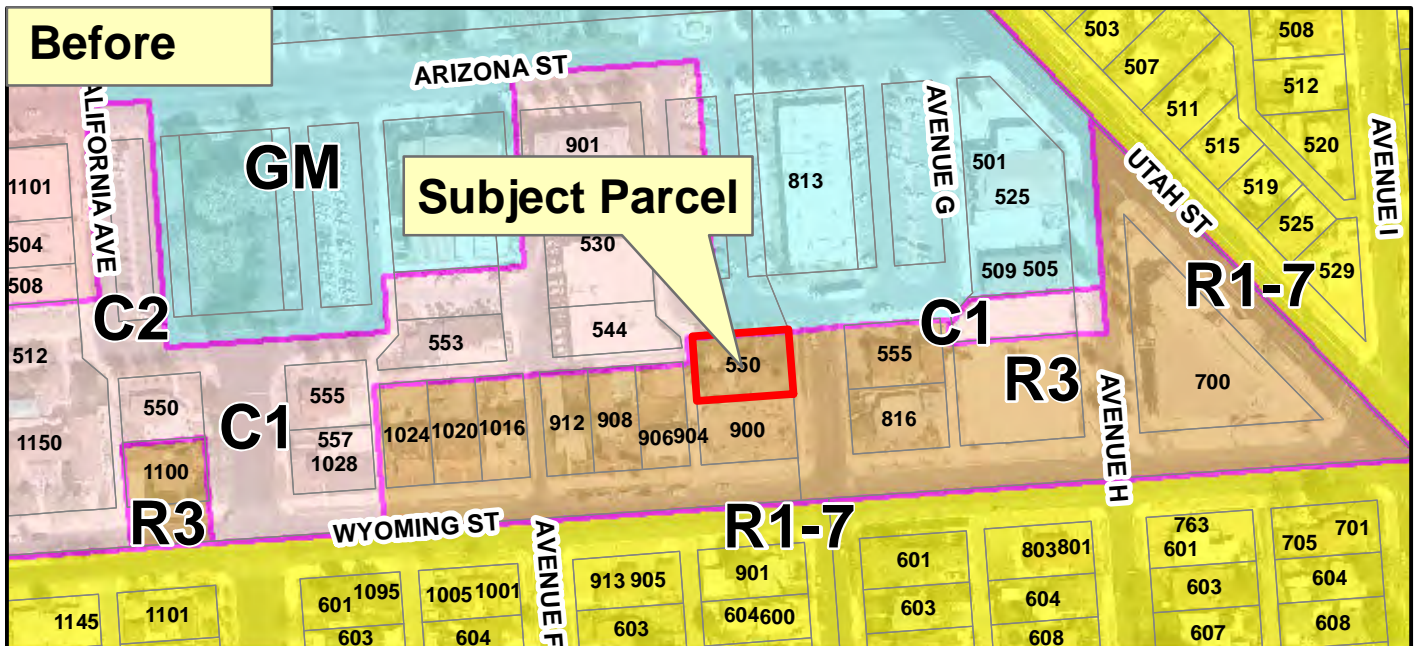 Before
ARIZONA ST
503
508
507
512
511
520
515
519
525
529
AVENUE I
UTAH ST
R1-7
ALIFORNIA AVE
GM
901
Subject Parcel
813
AVENUE G
501
525
509 505
1101
504
508
C2
530
544
553
550
555
C1
R3
700
512
550
555
557
1028
C1
1150
1100
R3
1024 1020 1016
912 908 906 904
900
816
AVENUE H
WYOMING ST
AVENUE F
R1-7
1145
1101
601 1095
603
1005 1001
604
913 905
603
901
604 600
601
603
803 801
604
608
763
601
603
607
705 701
604
608